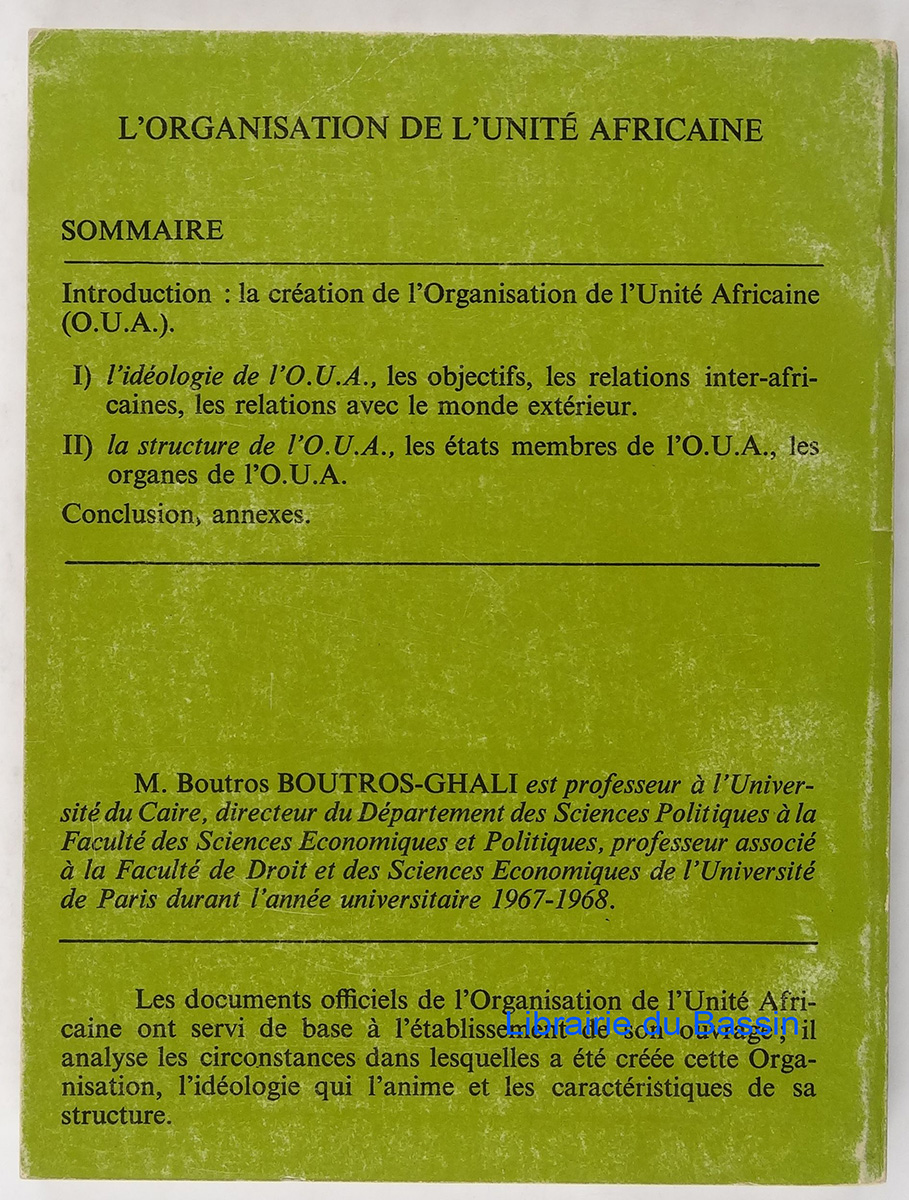 L'ORGANISATION DE L'UNITÉ AFRICAINE
SOMMAIRE
Introduction : la création de l'Organisation de l'Unité Africaine
(O.U.A.).
I) l'idéologie de l'O.U.A., les objectifs, les relations inter-afri-
caines, les relations avec le monde extérieur.
II) la structure de l'O.U.A., les états membres de l'O.U.A., les
organes de l'O.U.A.
Conclusion, annexes.
M. Boutros BOUTROS-GHALI est professeur à l'Univer-
sité du Caire, directeur du Département des Sciences Politiques à la
Faculté des Sciences Economiques et Politiques, professeur associé
à la Faculté de Droit et des Sciences Economiques de l'Université
de Paris durant l'année universitaire 1967-1968.
Les documents officiels de l'Organisation de l'Unité Afri-
caine ont servi de base à l'établissement de son ouvrage ; il
analyse les circonstances dans lesquelles a été créée cette Orga-
nisation, l'idéologie qui l'anime et les caractéristiques de sa
structure.
Librairie du Bassin